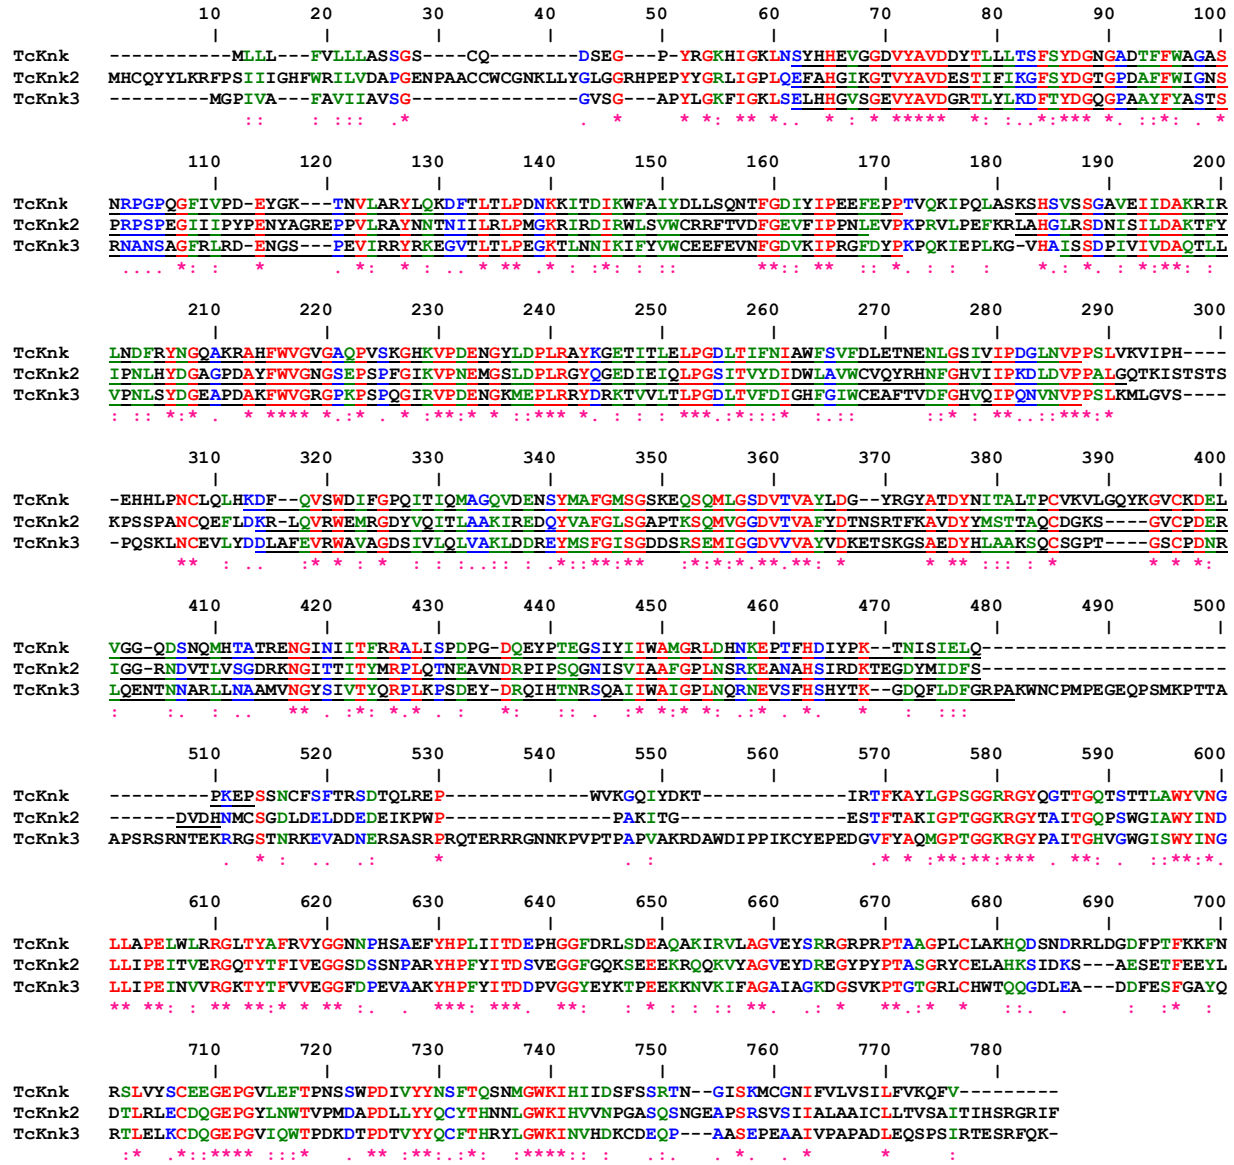 10 20 30 40 50 60 70 80 90 100
TcKnk -----------MLLL---FVLLLASSGS----CQ--------DSEG---P-YRGKHIGKLNSYHHEVGGDVYAVDDYTLLLTSFSYDGNGADTFFWAGAS
TcKnk2 MHCQYYLKRFPSIIIGHFWRILVDAPGENPAACCWCGNKLLYGLGGRHPEPYYGRLIGPLQEFAHGIKGTVYAVDESTIFIKGFSYDGTGPDAFFWIGNS
TcKnk3 ---------MGPIVA---FAVIIAVSG---------------GVSG---APYLGKFIGKLSELHHGVSGEVYAVDGRTLYLKDFTYDGQGPAAYFYASTS
:: : ::: .* . * * *: ** *.. * : * ***** *: :..*:***: *. : :*: . *
110 120 130 140 150 160 170 180 190 200
TcKnk NRPGPQGFIVPD-EYGK---TNVLARYLQKDFTLTLPDNKKITDIKWFAIYDLLSQNTFGDIYIPEEFEPPTVQKIPQLASKSHSVSSGAVEIIDAKRIR
TcKnk2 PRPSPEGIIIPYPENYAGREPPVLRAYNNTNIILRLPMGKRIRDIRWLSVWCRRFTVDFGEVFIPPNLEVPKPRVLPEFKRLAHGLRSDNISILDAKTFY
TcKnk3 RNANSAGFRLRD-ENGS---PEVIRRYRKEGVTLTLPEGKTLNNIKIFYVWCEEFEVNFGDVKIPRGFDYPKPQKIEPLKG-VHAISSDPIVIVDAQTLL
.... *: : * . *: * : .. * ** .* : :*: : : **: : ** :: *. : : : *.: *. : *:**: :
210 220 230 240 250 260 270 280 290 300
TcKnk LNDFRYNGQAKRAHFWVGVGAQPVSKGHKVPDENGYLDPLRAYKGETITLELPGDLTIFNIAWFSVFDLETNENLGSIVIPDGLNVPPSLVKVIPH----
TcKnk2 IPNLHYDGAGPDAYFWVGNGSEPSPFGIKVPNEMGSLDPLRGYQGEDIEIQLPGSITVYDIDWLAVWCVQYRHNFGHVIIPKDLDVPPALGQTKISTSTS
TcKnk3 VPNLSYDGEAPDAKFWVGRGPKPSPQGIRVPDENGKMEPLRRYDRKTVVLTLPGDLTVFDIGHFGIWCEAFTVDFGHVQIPQNVNVPPSLKMLGVS----
310 320 330 340 350 360 370 380 390 400
TcKnk -EHHLPNCLQLHKDF--QVSWDIFGPQITIQMAGQVDENSYMAFGMSGSKEQSQMLGSDVTVAYLDG--YRGYATDYNITALTPCVKVLGQYKGVCKDEL
TcKnk2 KPSSPANCQEFLDKR-LQVRWEMRGDYVQITLAAKIREDQYVAFGLSGAPTKSQMVGGDVTVAFYDTNSRTFKAVDYYMSTTAQCDGKS----GVCPDER
TcKnk3 -PQSKLNCEVLYDDLAFEVRWAVAGDSIVLQLVAKLDDREYMSFGISGDDSRSEMIGGDVVVAYVDKETSKGSAEDYHLAAKSQCSGPT----GSCPDNR
410 420 430 440 450 460 470 480 490 500
TcKnk VGG-QDSNQMHTATRENGINIITFRRALISPDPG-DQEYPTEGSIYIIWAMGRLDHNKEPTFHDIYPK--TNISIELQ----------------------
TcKnk2 IGG-RNDVTLVSGDRKNGITTITYMRPLQTNEAVNDRPIPSQGNISVIAAFGPLNSRKEANAHSIRDKTEGDYMIDFS----------------------
TcKnk3 LQENTNNARLLNAAMVNGYSIVTYQRPLKPSDEY-DRQIHTNRSQAIIWAIGPLNQRNEVSFHSHYTK--GDQFLDFGRPAKWNCPMPEGEQPSMKPTTA
510 520 530 540 550 560 570 580 590 600
TcKnk ---------PKEPSSNCFSFTRSDTQLREP-------------WVKGQIYDKT-------------IRTFKAYLGPSGGRRGYQGTTGQTSTTLAWYVNG
TcKnk2 ------DVDHNMCSGDLDELDDEDEIKPWP-------------PAKITG---------------ESTFTAKIGPTGGKRGYTAITGQPSWGIAWYIND
TcKnk3 APSRSRNTEKRRGSTNRKEVADNERSASRPRQTERRRGNNKPVPTPAPVAKRDAWDIPPIKCYEPEDGVFYAQMGPTGGKRGYPAITGHVGWGISWYING
610 620 630 640 650 660 670 680 690 700
TcKnk LLAPELWLRRGLTYAFRVYGGNNPHSAEFYHPLIITDEPHGGFDRLSDEAQAKIRVLAGVEYSRRGRPRPTAAGPLCLAKHQDSNDRRLDGDFPTFKKFN
TcKnk2 LLIPEITVERGQTYTFIVEGGSDSSNPARYHPFYITDSVEGGFGQKSEEEKRQQKVYAGVEYDREGYPYPTASGRYCELAHKSIDKS---AESETFEEYL
TcKnk3 LLIPEINVVRGKTYTFVVEGGFDPEVAAKYHPFYITDDPVGGYEYKTPEEKKNVKIFAGAIAGKDGSVKPTGTGRLCHWTQQGDLEA---DDFESFGAYQ
710 720 730 740 750 760 770 780
TcKnk RSLVYSCEEGEPGVLEFTPNSSWPDIVYYNSFTQSNMGWKIHIIDSFSSRTN--GISKMCGNIFVLVSILFVKQFV---------
TcKnk2 DTLRLECDQGEPGYLNWTVPMDAPDLLYYQCYTHNNLGWKIHVVNPGASQSNGEAPSRSVSIIALAAICLLTVSAITIHSRGRIF
TcKnk3 RTLELKCDQGEPGVIQWTPDKDTPDTVYYQCFTHRYLGWKINVHDKCDEQP---AASEPEAAIVPAPADLEQSPSIRTESRFQK-